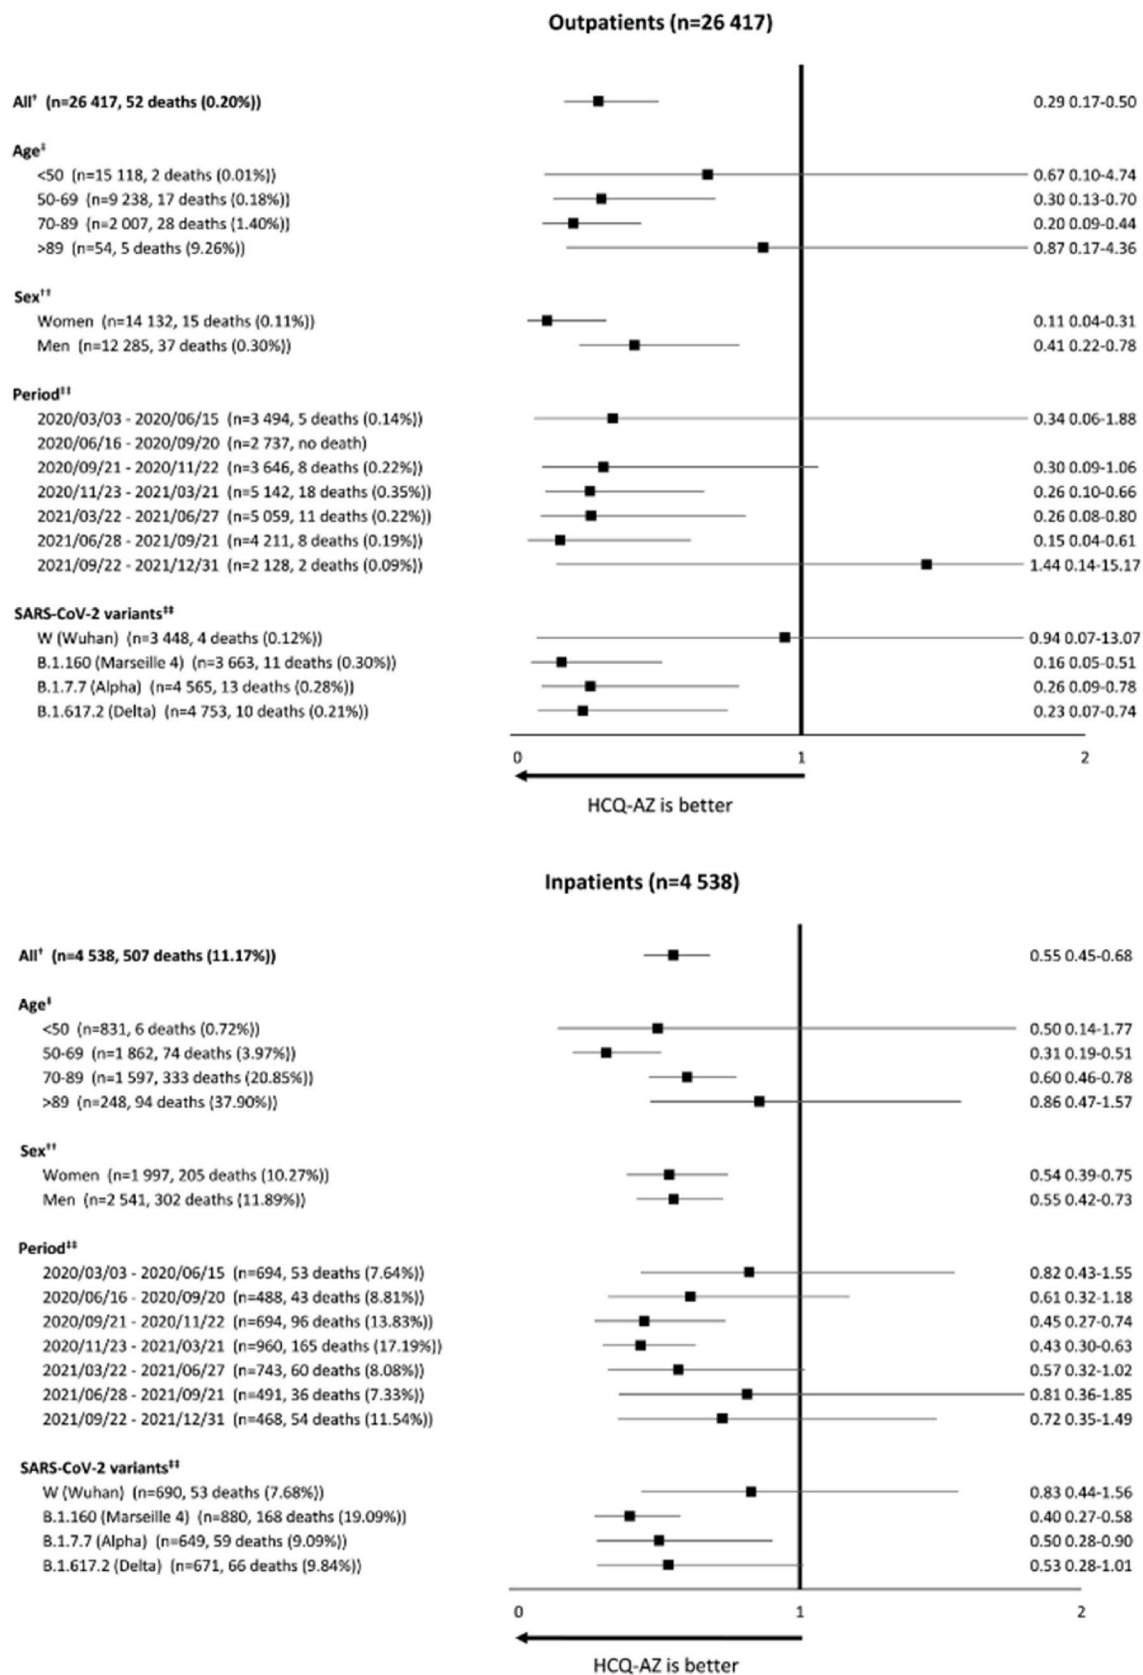 Outpatients (n=26 417)
All† (n=26 417, 52 deaths (0.20%)) 0.29 0.17-0.50
Age‡
<50 (n=15 118, 2 deaths (0.01%)) 0.67 0.10-4.74
50-69 (n=9 238, 17 deaths (0.18%)) 0.30 0.13-0.70
70-89 (n=2 007, 28 deaths (1.40%)) 0.20 0.09-0.44
>89 (n=54, 5 deaths (9.26%)) 0.87 0.17-4.36
Sex††
Women (n=14 132, 15 deaths (0.11%)) 0.11 0.04-0.31
Men (n=12 285, 37 deaths (0.30%)) 0.41 0.22-0.78
Period‡‡
2020/03/03 - 2020/06/15 (n=3 494, 5 deaths (0.14%)) 0.34 0.06-1.88
2020/06/16 - 2020/09/20 (n=2 737, no death)
2020/09/21 - 2020/11/22 (n=3 646, 8 deaths (0.22%)) 0.30 0.09-1.06
2020/11/23 - 2021/03/21 (n=5 142, 18 deaths (0.35%)) 0.26 0.10-0.66
2021/03/22 - 2021/06/27 (n=5 059, 11 deaths (0.22%)) 0.26 0.08-0.80
2021/06/28 - 2021/09/21 (n=4 211, 8 deaths (0.19%)) 0.15 0.04-0.61
2021/09/22 - 2021/12/31 (n=2 128, 2 deaths (0.09%)) 1.44 0.14-15.17
SARS-CoV-2 variants‡‡
W (Wuhan) (n=3 448, 4 deaths (0.12%)) 0.94 0.07-13.07
B.1.160 (Marseille 4) (n=3 663, 11 deaths (0.30%)) 0.16 0.05-0.51
B.1.7.7 (Alpha) (n=4 565, 13 deaths (0.28%)) 0.26 0.09-0.78
B.1.617.2 (Delta) (n=4 753, 10 deaths (0.21%)) 0.23 0.07-0.74
0 1 2
HCQ-AZ is better
Inpatients (n=4 538)
All† (n=4 538, 507 deaths (11.17%)) 0.55 0.45-0.68
Age‡
<50 (n=831, 6 deaths (0.72%)) 0.50 0.14-1.77
50-69 (n=1 862, 74 deaths (3.97%)) 0.31 0.19-0.51
70-89 (n=1 597, 333 deaths (20.85%)) 0.60 0.46-0.78
>89 (n=248, 94 deaths (37.90%)) 0.86 0.47-1.57
Sex††
Women (n=1 997, 205 deaths (10.27%)) 0.54 0.39-0.75
Men (n=2 541, 302 deaths (11.89%)) 0.55 0.42-0.73
Period‡‡
2020/03/03 - 2020/06/15 (n=694, 53 deaths (7.64%)) 0.82 0.43-1.55
2020/06/16 - 2020/09/20 (n=488, 43 deaths (8.81%)) 0.61 0.32-1.18
2020/09/21 - 2020/11/22 (n=694, 96 deaths (13.83%)) 0.45 0.27-0.74
2020/11/23 - 2021/03/21 (n=960, 165 deaths (17.19%)) 0.43 0.30-0.63
2021/03/22 - 2021/06/27 (n=743, 60 deaths (8.08%)) 0.57 0.32-1.02
2021/06/28 - 2021/09/21 (n=491, 36 deaths (7.33%)) 0.81 0.36-1.85
2021/09/22 - 2021/12/31 (n=468, 54 deaths (11.54%)) 0.72 0.35-1.49
SARS-CoV-2 variants‡‡
W (Wuhan) (n=690, 53 deaths (7.68%)) 0.83 0.44-1.56
B.1.160 (Marseille 4) (n=880, 168 deaths (19.09%)) 0.40 0.27-0.58
B.1.7.7 (Alpha) (n=649, 59 deaths (9.09%)) 0.50 0.28-0.90
B.1.617.2 (Delta) (n=671, 66 deaths (9.84%)) 0.53 0.28-1.01
0 1 2
HCQ-AZ is better